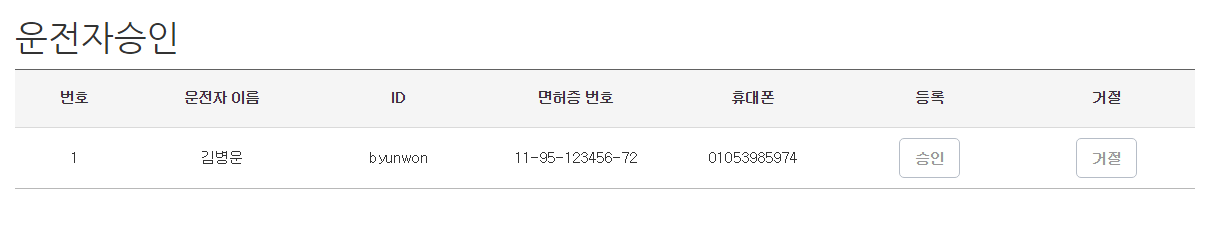 운전자승인
번호 운전자 이름 ID 면허증 번호 휴대폰 등록 거절
1 김병운 byunwon 11-95-123456-72 01053985974 승인 거절